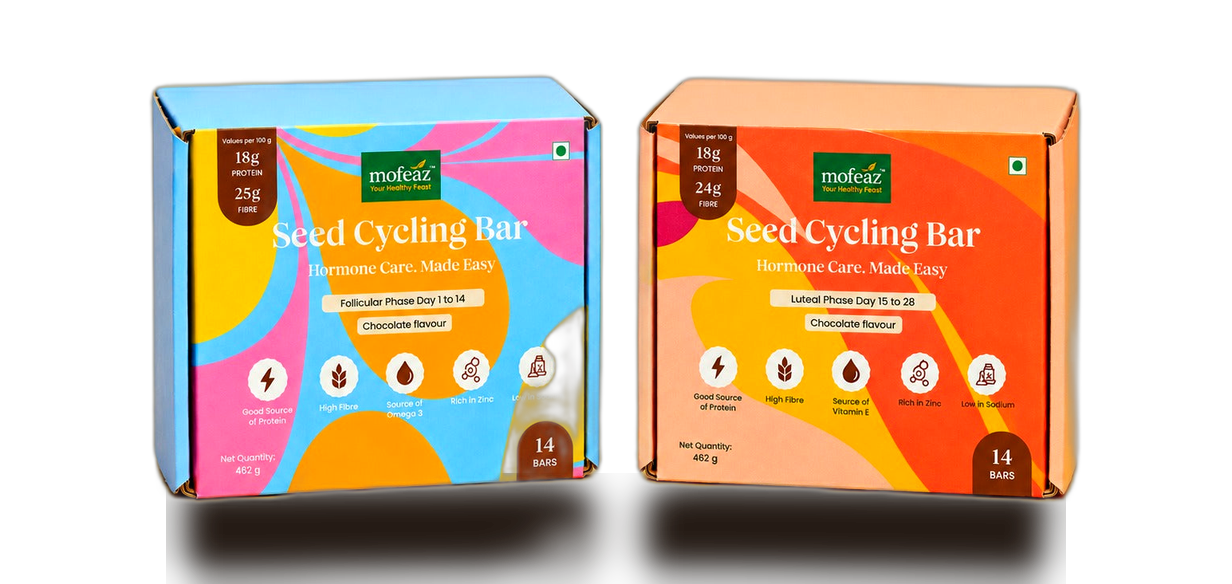 Values per 100 g
18g
PROTEIN
25g
FIBRE
mofeaz™
Your Healthy Feast
Seed Cycling Bar
Hormone Care. Made Easy
Follicular Phase Day 1 to 14
Chocolate flavour
Good Source
of Protein
High Fibre
Source of
Omega 3
Rich in Zinc
Net Quantity:
462 g
14
BARS
Values per 100 g
18g
PROTEIN
24g
FIBRE
mofeaz™
Your Healthy Feast
Seed Cycling Bar
Hormone Care. Made Easy
Luteal Phase Day 15 to 28
Chocolate flavour
Good Source
of Protein
High Fibre
Source of
Vitamin E
Rich in Zinc
Low in Sodium
Net Quantity:
462 g
14
BARS